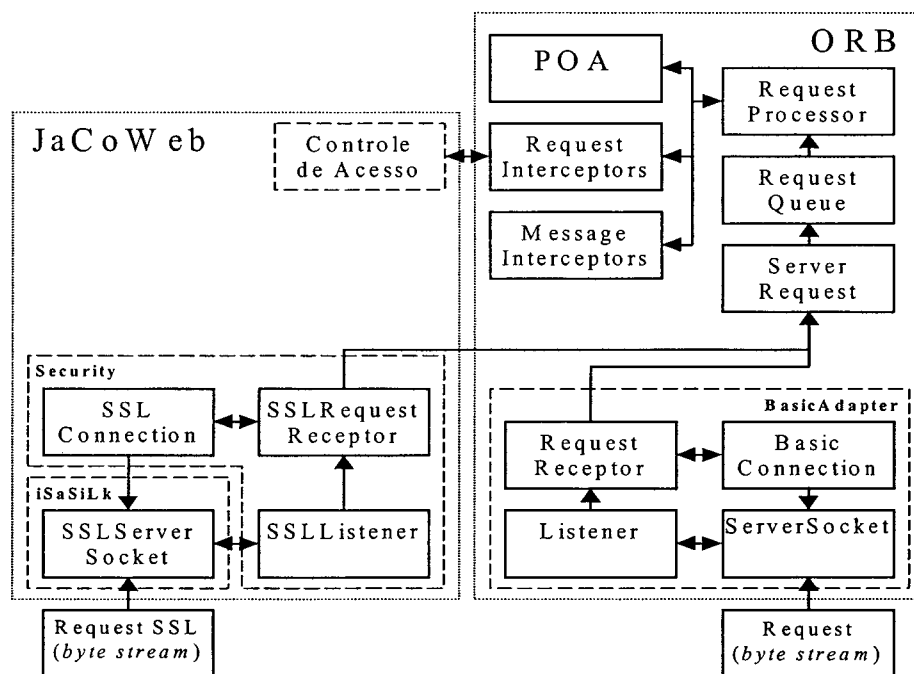 ORB
POA
Request
Processor
JaCoWeb
Controle
de Acesso
Request
Interceptors
Request
Queue
Message
Interceptors
Server
Request
Security
SSL
Connection
SSLRequest
Receptor
BasicAdapter
Request
Receptor
Basic
Connection
iSaSiLk
SSLServer
Socket
SSLListener
Listener
ServerSocket
Request SSL
(byte stream)
Request
(byte stream)